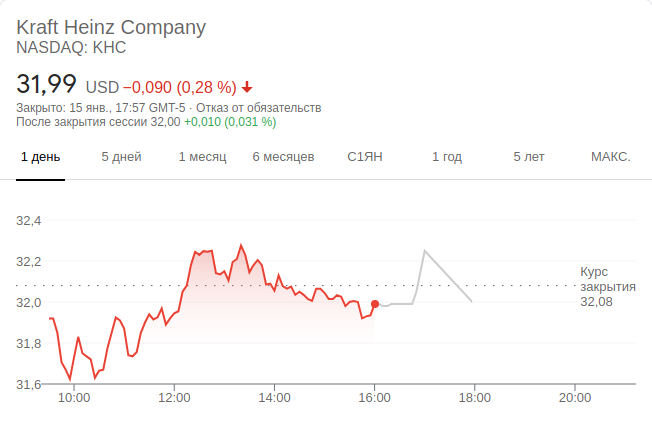 Kraft Heinz Company
NASDAQ: KHC
31,99 USD −0,090 (0,28 %)
Закрыто: 15 янв., 17:57 GMT-5 · Отказ от обязательств
После закрытия сессии 32,00 +0,010 (0,031 %)
1 день 5 дней 1 месяц 6 месяцев С1ЯН 1 год 5 лет МАКС.
32,4
32,2
Курс
закрытия
32,08
32,0
31,8
31,6
10:00 12:00 14:00 16:00 18:00 20:00